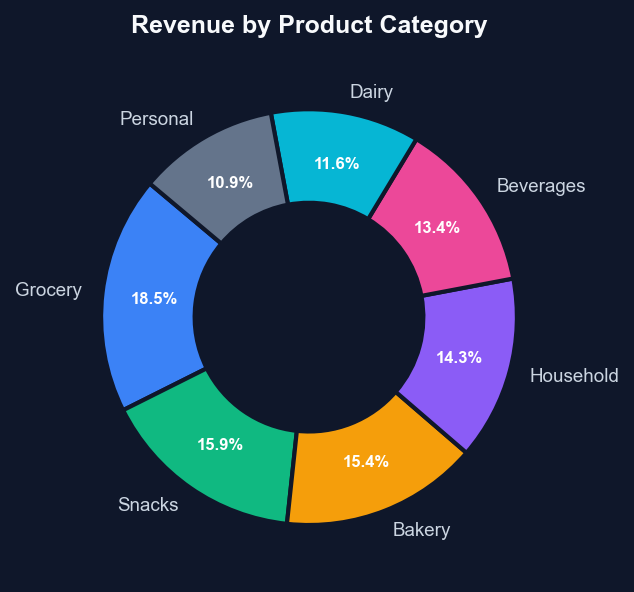 Revenue by Product Category
Dairy
Personal
11.6%
10.9%
Beverages
13.4%
Grocery
18.5%
14.3%
Household
15.9%
15.4%
Snacks
Bakery